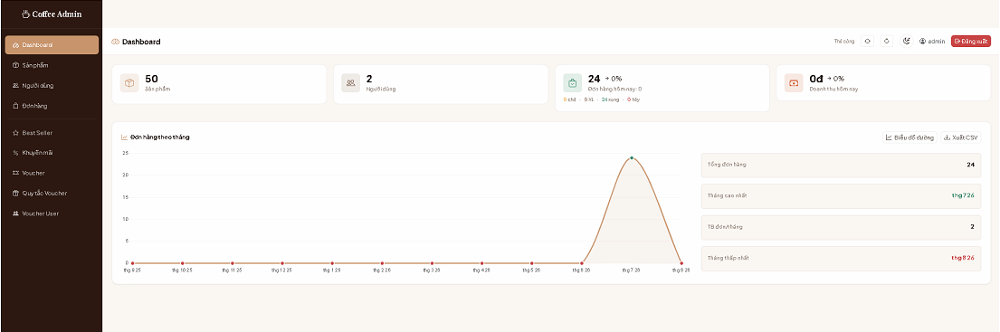 Coffee Admin
Dashboard
Sản phẩm
Người dùng
Đơn hàng
Best Seller
Khuyến mãi
Voucher
Quy tắc Voucher
Voucher User
Dashboard
Thủ công
admin
Đăng xuất
50
Sản phẩm
2
Người dùng
24 → 0%
Đơn hàng hôm nay: 0
0 chờ · 0 XL · 24 xong · 0 hủy
0đ → 0%
Doanh thu hôm nay
Đơn hàng theo tháng
Biểu đồ đường
Xuất CSV
25
20
15
10
5
0
thg 9 25
thg 10 25
thg 11 25
thg 12 25
thg 1 26
thg 2 26
thg 3 26
thg 4 26
thg 5 26
thg 6 26
thg 7 26
thg 8 26
Tổng đơn hàng
24
Tháng cao nhất
thg 7 26
TB đơn/tháng
2
Tháng thấp nhất
thg 8 26